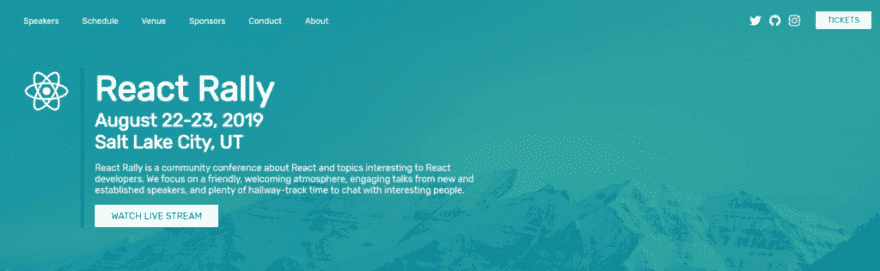 Speakers Schedule Venue Sponsors Conduct About TICKETS
React Rally
August 22-23, 2019
Salt Lake City, UT
React Rally is a community conference about React and topics interesting to React
developers. We focus on a friendly, welcoming atmosphere, engaging talks from new and
established speakers, and plenty of hallway-track time to chat with interesting people.
WATCH LIVE STREAM